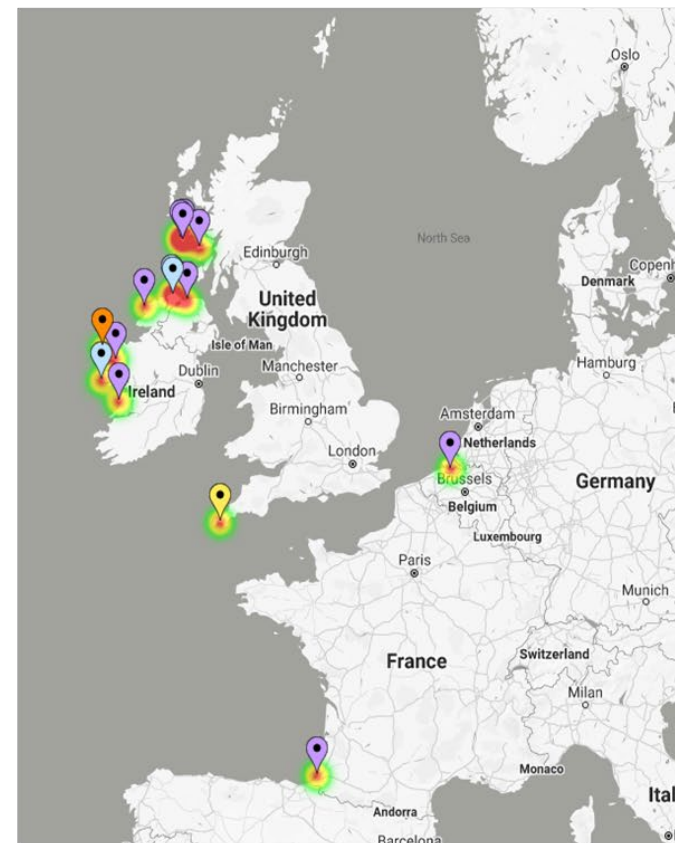 Oslo
North Sea
Edinburgh
Copenh
Denmark
United
Kingdom
Isle of Man
Hamburg
Dublin
Manchester
Ireland
Birmingham
Amsterdam
Netherlands
London
Brussels
Germany
Belgium
Luxembourg
Paris
Munich
Switzerland
France
Milan
Monaco
Ital
Andorra
Barcelona